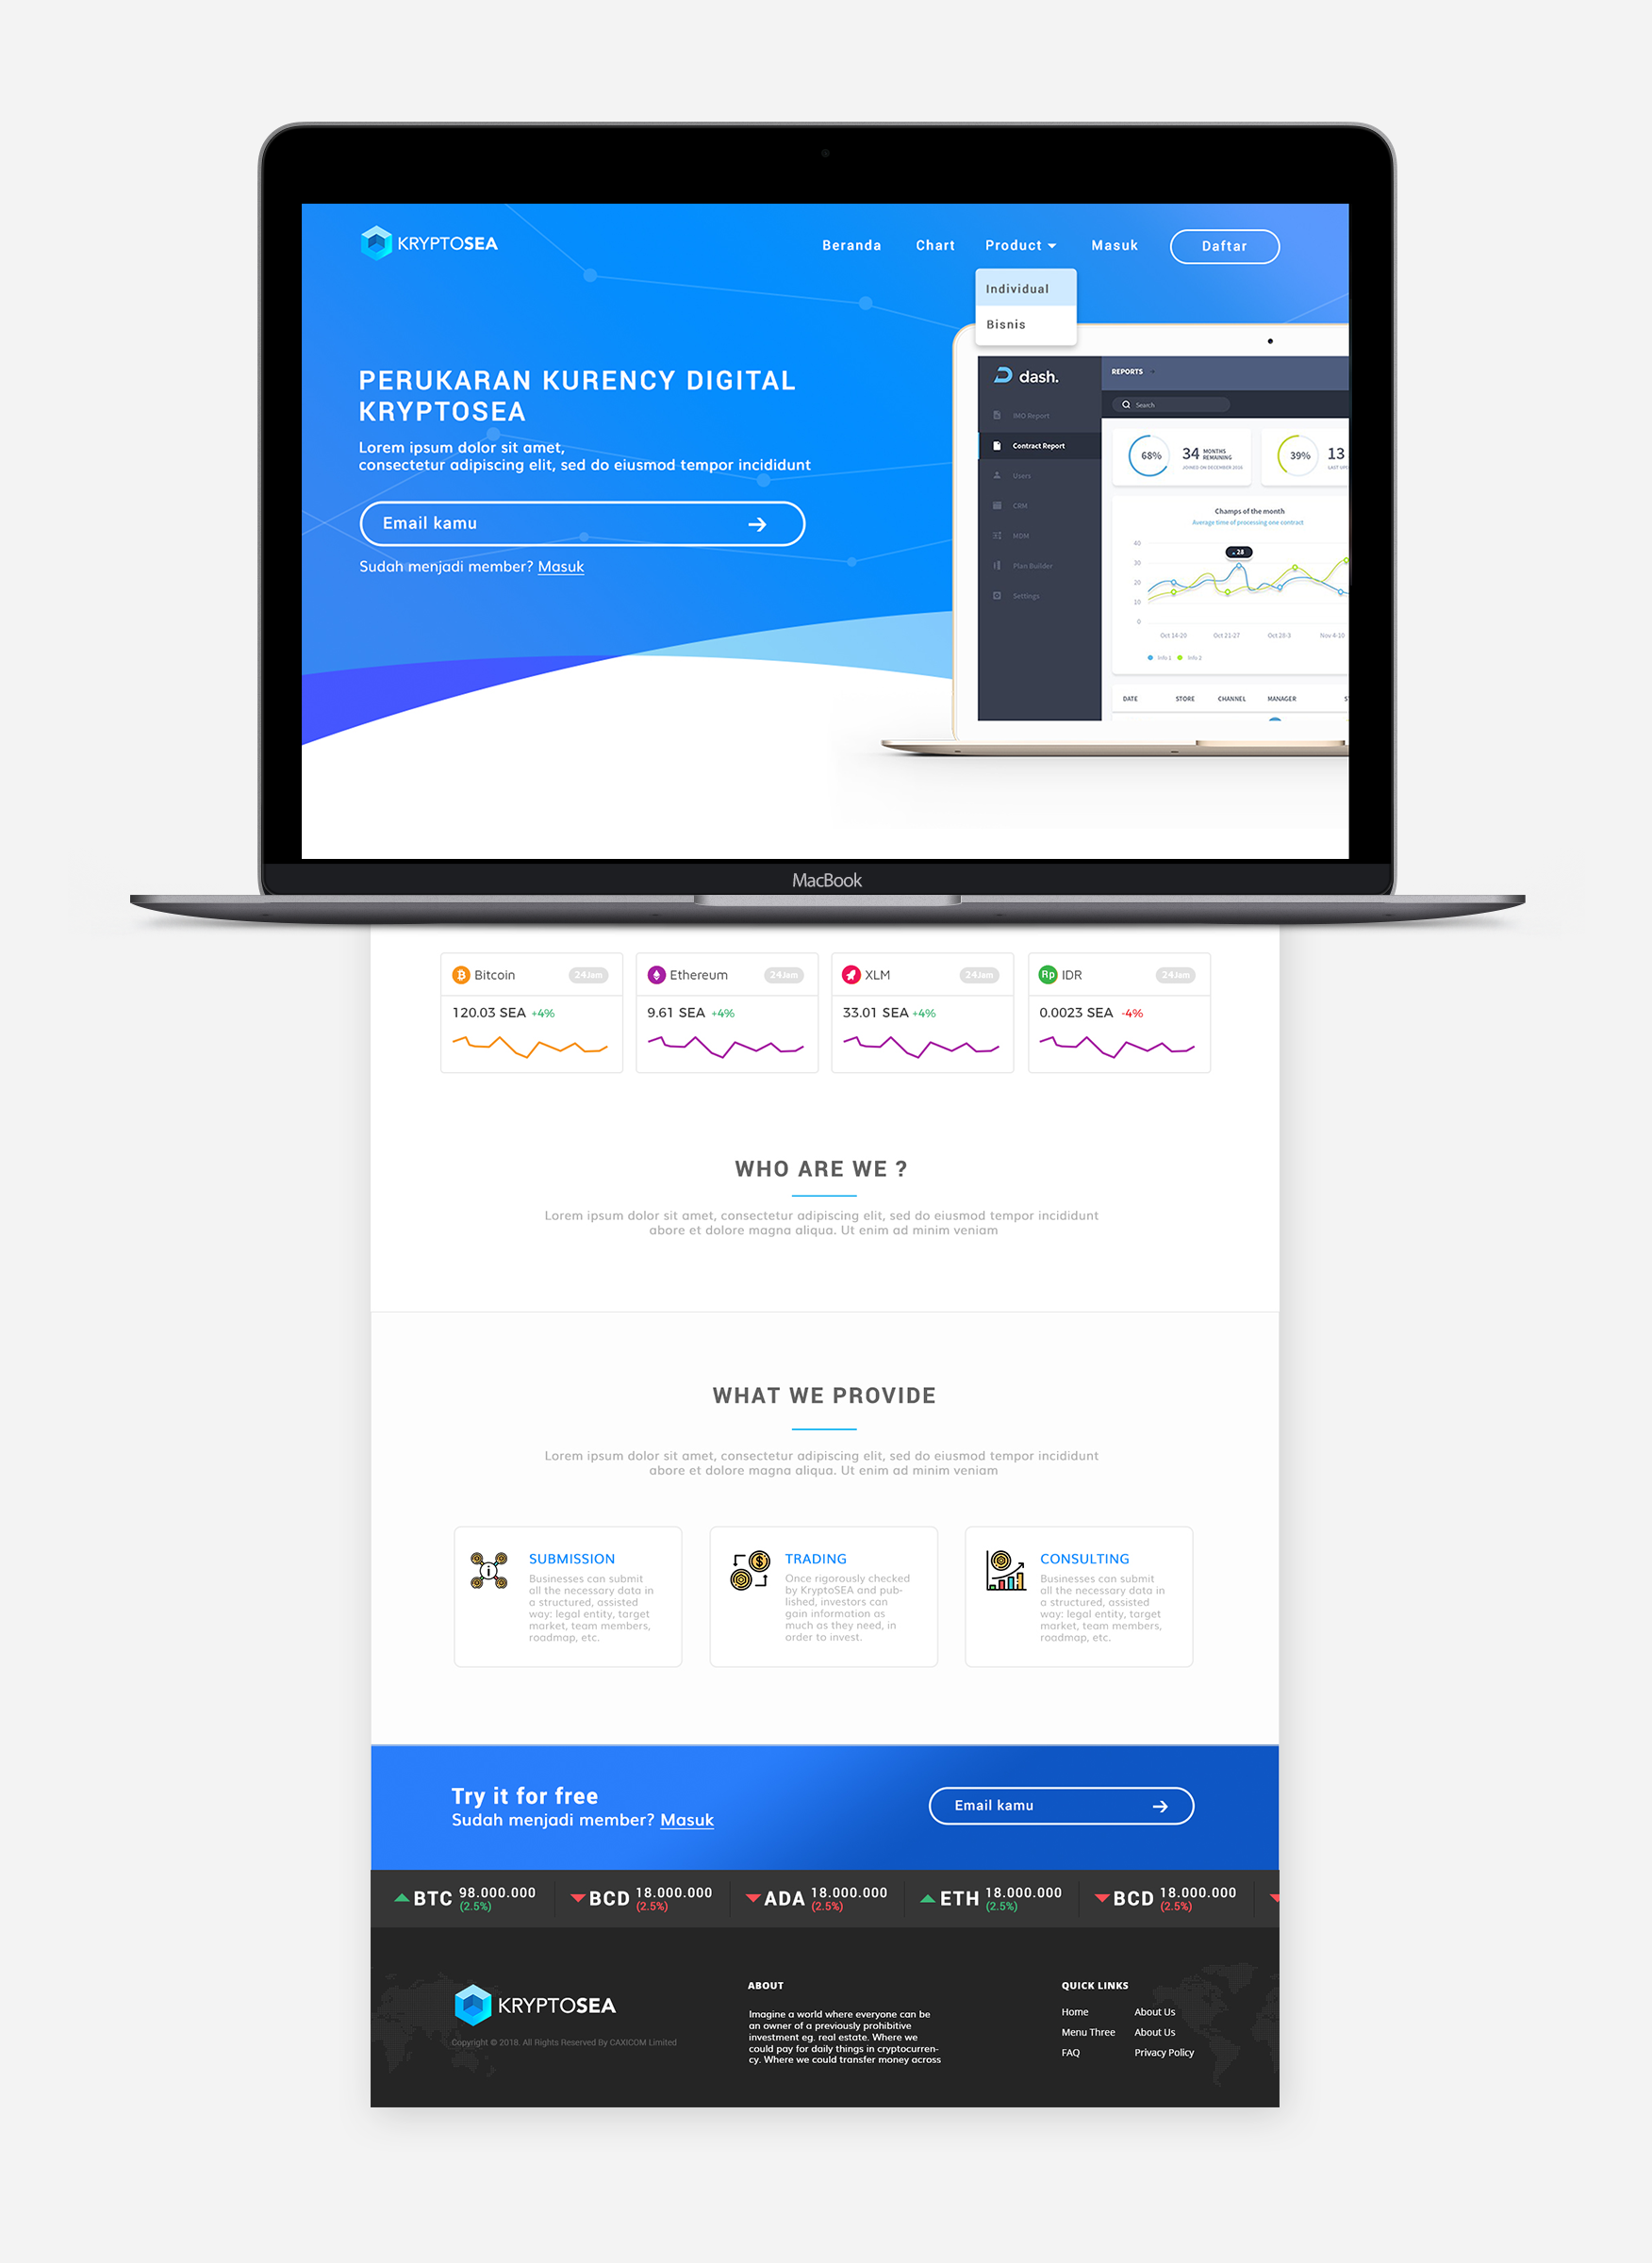 KRYPTOSEA
Beranda Chart Product Masuk Daftar
Individual
Bisnis
PERUKARAN KURENCY DIGITAL
KRYPTOSEA
Lorem ipsum dolor sit amet,
consectetur adipiscing elit, sed do eiusmod tempor incididunt
Email kamu
Sudah menjadi member? Masuk
dash.
IMO Report
Contract Report
Users
CRM
MDM
Plan Builder
Settings
REPORTS
Search
68% 34 MONTHS REMAINING
JOINED ON DECEMBER 2016
39% 13
Champs of the month
Average time of processing one contract
40
30
20
10
0
28
Oct 14-20 Oct 21-27 Oct 28-3 Nov 4-10
Info 1 Info 2
DATE STORE CHANNEL MANAGER
MacBook
Bitcoin 24Jam
120.03 SEA +4%
Ethereum 24Jam
9.61 SEA +4%
XLM 24Jam
33.01 SEA +4%
Rp IDR 24Jam
0.0023 SEA -4%
WHO ARE WE ?
Lorem ipsum dolor sit amet, consectetur adipiscing elit, sed do eiusmod tempor incididunt
abore et dolore magna aliqua. Ut enim ad minim veniam
WHAT WE PROVIDE
Lorem ipsum dolor sit amet, consectetur adipiscing elit, sed do eiusmod tempor incididunt
abore et dolore magna aliqua. Ut enim ad minim veniam
SUBMISSION
Businesses can submit
all the necessary data in
a structured, assisted
way: legal entity, target
market, team members,
roadmap, etc.
TRADING
Once rigorously checked
by KryptoSEA and pub-
lished, investors can
gain information as
much as they need, in
order to invest.
CONSULTING
Businesses can submit
all the necessary data in
a structured, assisted
way: legal entity, target
market, team members,
roadmap, etc.
Try it for free
Sudah menjadi member? Masuk
Email kamu
BTC 98.000.000 (2.5%)
BCD 18.000.000 (2.5%)
ADA 18.000.000 (2.5%)
ETH 18.000.000 (2.5%)
BCD 18.000.000 (2.5%)
KRYPTOSEA
Copyright © 2018. All Rights Reserved By CAXICOM Limited
ABOUT
Imagine a world where everyone can be
an owner of a previously prohibitive
investment eg. real estate. Where we
could pay for daily things in cryptocurren-
cy. Where we could transfer money across
QUICK LINKS
Home About Us
Menu Three About Us
FAQ Privacy Policy